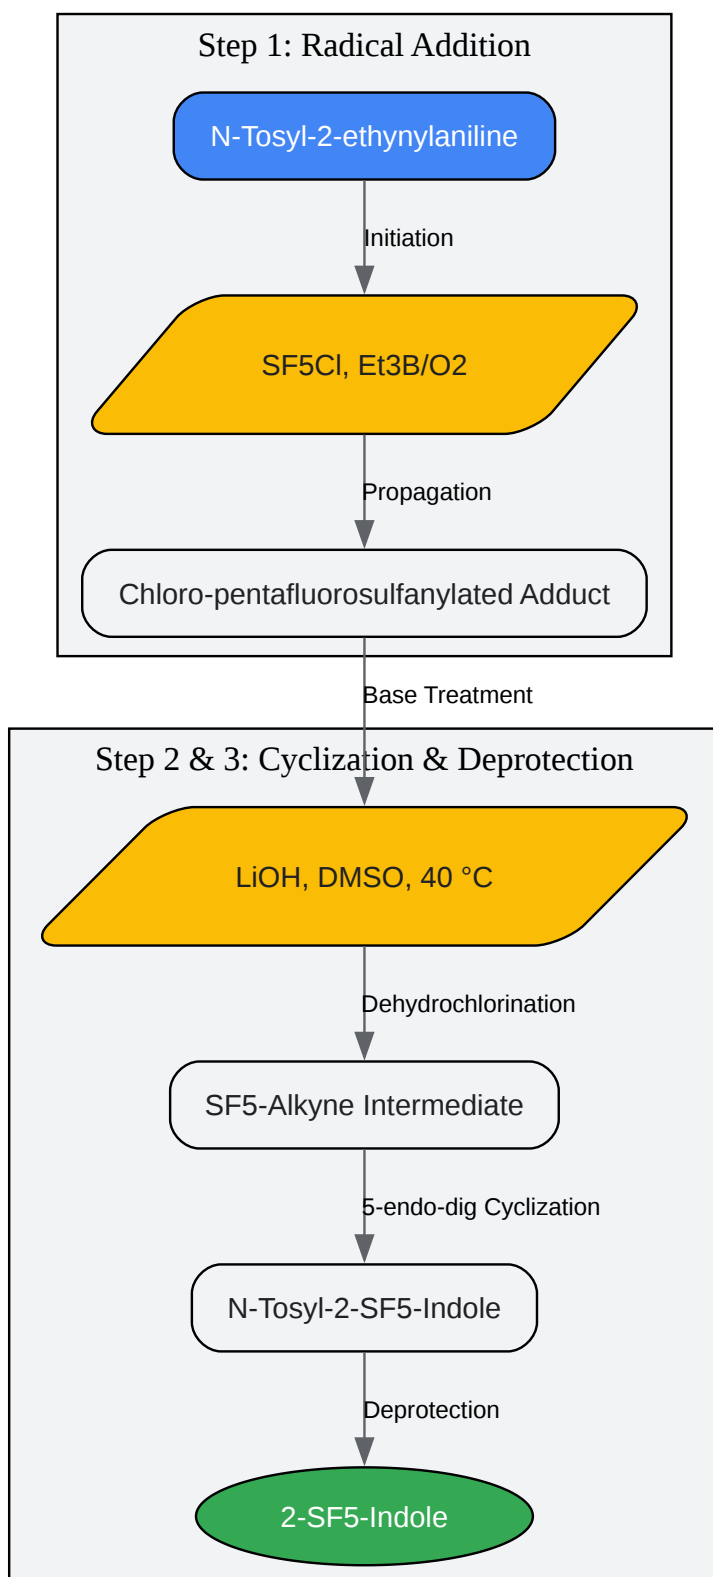 Step 1: Radical Addition
N-Tosyl-2-ethynylaniline
Initiation
SF5Cl, Et3B/O2
Propagation
Chloro-pentafluorosulfanylated Adduct
Base Treatment
Step 2 & 3: Cyclization & Deprotection
LiOH, DMSO, 40 °C
Dehydrochlorination
SF5-Alkyne Intermediate
5-endo-dig Cyclization
N-Tosyl-2-SF5-Indole
Deprotection
2-SF5-Indole